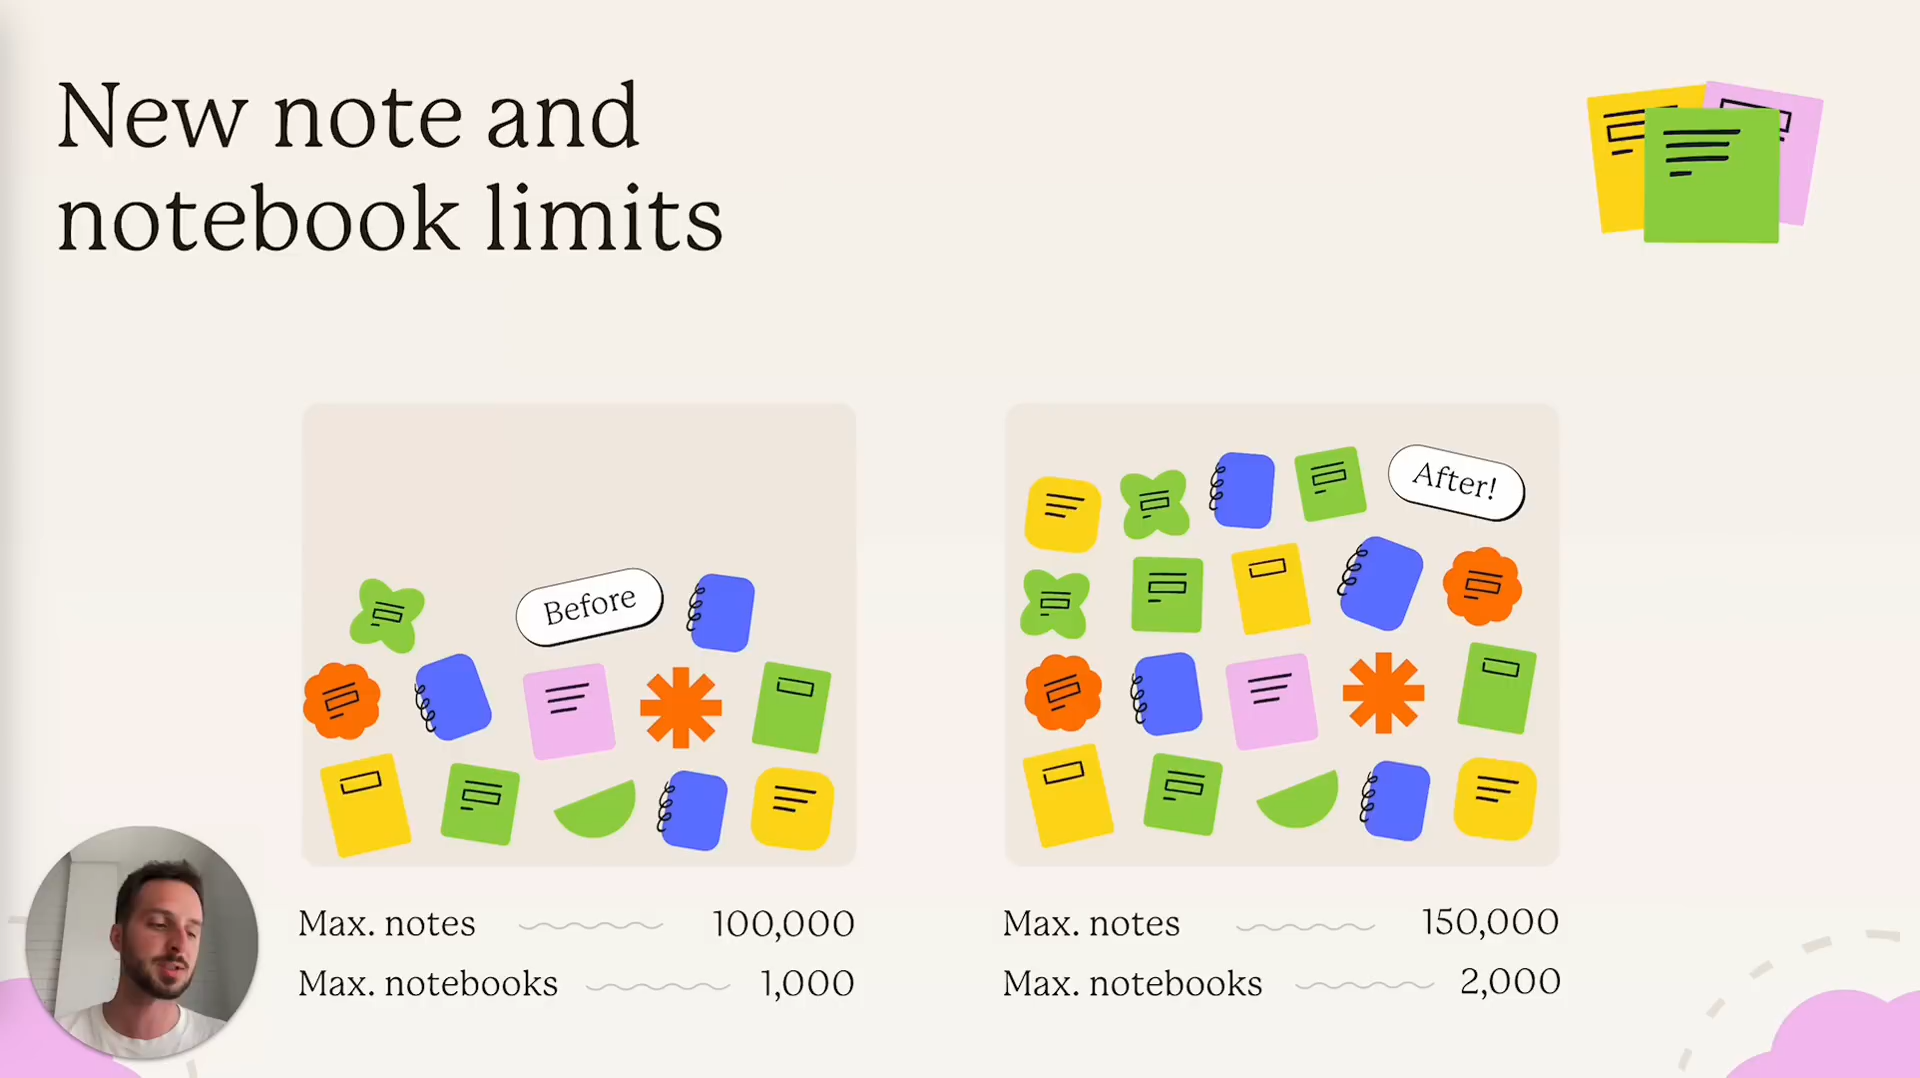 New note and
notebook limits
Before
After!
Max. notes 100,000
Max. notebooks 1,000
Max. notes 150,000
Max. notebooks 2,000